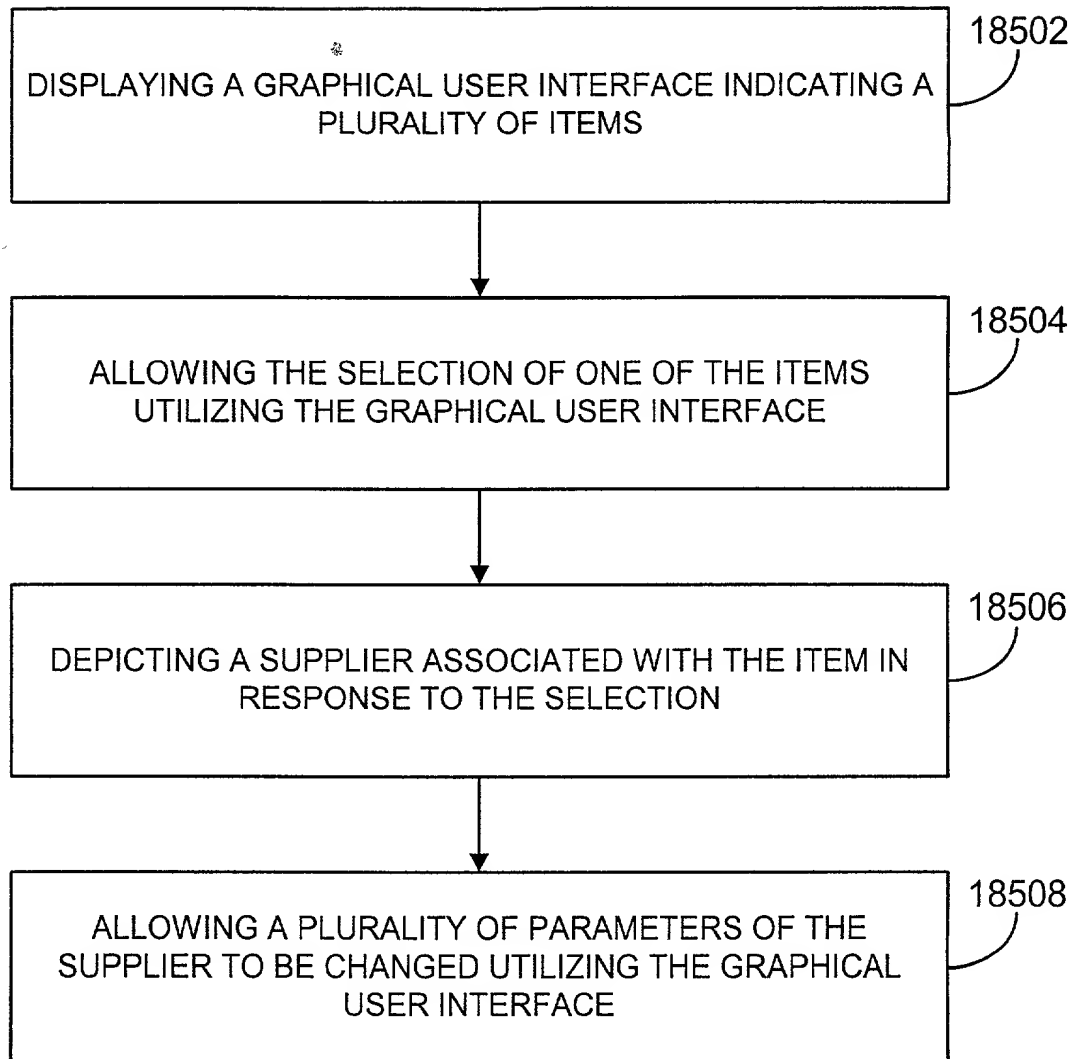 18502
DISPLAYING A GRAPHICAL USER INTERFACE INDICATING A
PLURALITY OF ITEMS
18504
ALLOWING THE SELECTION OF ONE OF THE ITEMS
UTILIZING THE GRAPHICAL USER INTERFACE
18506
DEPICTING A SUPPLIER ASSOCIATED WITH THE ITEM IN
RESPONSE TO THE SELECTION
18508
ALLOWING A PLURALITY OF PARAMETERS OF THE
SUPPLIER TO BE CHANGED UTILIZING THE GRAPHICAL
USER INTERFACE